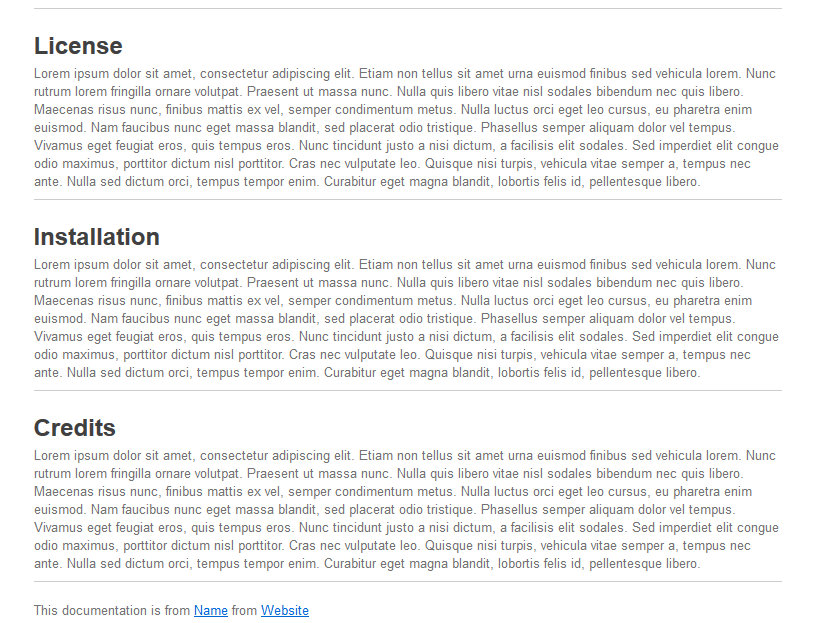 License
Lorem ipsum dolor sit amet, consectetur adipiscing elit. Etiam non tellus sit amet urna euismod finibus sed vehicula lorem. Nunc
rutrum lorem fringilla ornare volutpat. Praesent ut massa nunc. Nulla quis libero vitae nisl sodales bibendum nec quis libero.
Maecenas risus nunc, finibus mattis ex vel, semper condimentum metus. Nulla luctus orci eget leo cursus, eu pharetra enim
euismod. Nam faucibus nunc eget massa blandit, sed placerat odio tristique. Phasellus semper aliquam dolor vel tempus.
Vivamus eget feugiat eros, quis tempus eros. Nunc tincidunt justo a nisi dictum, a facilisis elit sodales. Sed imperdiet elit congue
odio maximus, porttitor dictum nisl porttitor. Cras nec vulputate leo. Quisque nisi turpis, vehicula vitae semper a, tempus nec
ante. Nulla sed dictum orci, tempus tempor enim. Curabitur eget magna blandit, lobortis felis id, pellentesque libero.
Installation
Lorem ipsum dolor sit amet, consectetur adipiscing elit. Etiam non tellus sit amet urna euismod finibus sed vehicula lorem. Nunc
rutrum lorem fringilla ornare volutpat. Praesent ut massa nunc. Nulla quis libero vitae nisl sodales bibendum nec quis libero.
Maecenas risus nunc, finibus mattis ex vel, semper condimentum metus. Nulla luctus orci eget leo cursus, eu pharetra enim
euismod. Nam faucibus nunc eget massa blandit, sed placerat odio tristique. Phasellus semper aliquam dolor vel tempus.
Vivamus eget feugiat eros, quis tempus eros. Nunc tincidunt justo a nisi dictum, a facilisis elit sodales. Sed imperdiet elit congue
odio maximus, porttitor dictum nisl porttitor. Cras nec vulputate leo. Quisque nisi turpis, vehicula vitae semper a, tempus nec
ante. Nulla sed dictum orci, tempus tempor enim. Curabitur eget magna blandit, lobortis felis id, pellentesque libero.
Credits
Lorem ipsum dolor sit amet, consectetur adipiscing elit. Etiam non tellus sit amet urna euismod finibus sed vehicula lorem. Nunc
rutrum lorem fringilla ornare volutpat. Praesent ut massa nunc. Nulla quis libero vitae nisl sodales bibendum nec quis libero.
Maecenas risus nunc, finibus mattis ex vel, semper condimentum metus. Nulla luctus orci eget leo cursus, eu pharetra enim
euismod. Nam faucibus nunc eget massa blandit, sed placerat odio tristique. Phasellus semper aliquam dolor vel tempus.
Vivamus eget feugiat eros, quis tempus eros. Nunc tincidunt justo a nisi dictum, a facilisis elit sodales. Sed imperdiet elit congue
odio maximus, porttitor dictum nisl porttitor. Cras nec vulputate leo. Quisque nisi turpis, vehicula vitae semper a, tempus nec
ante. Nulla sed dictum orci, tempus tempor enim. Curabitur eget magna blandit, lobortis felis id, pellentesque libero.
This documentation is from Name from Website